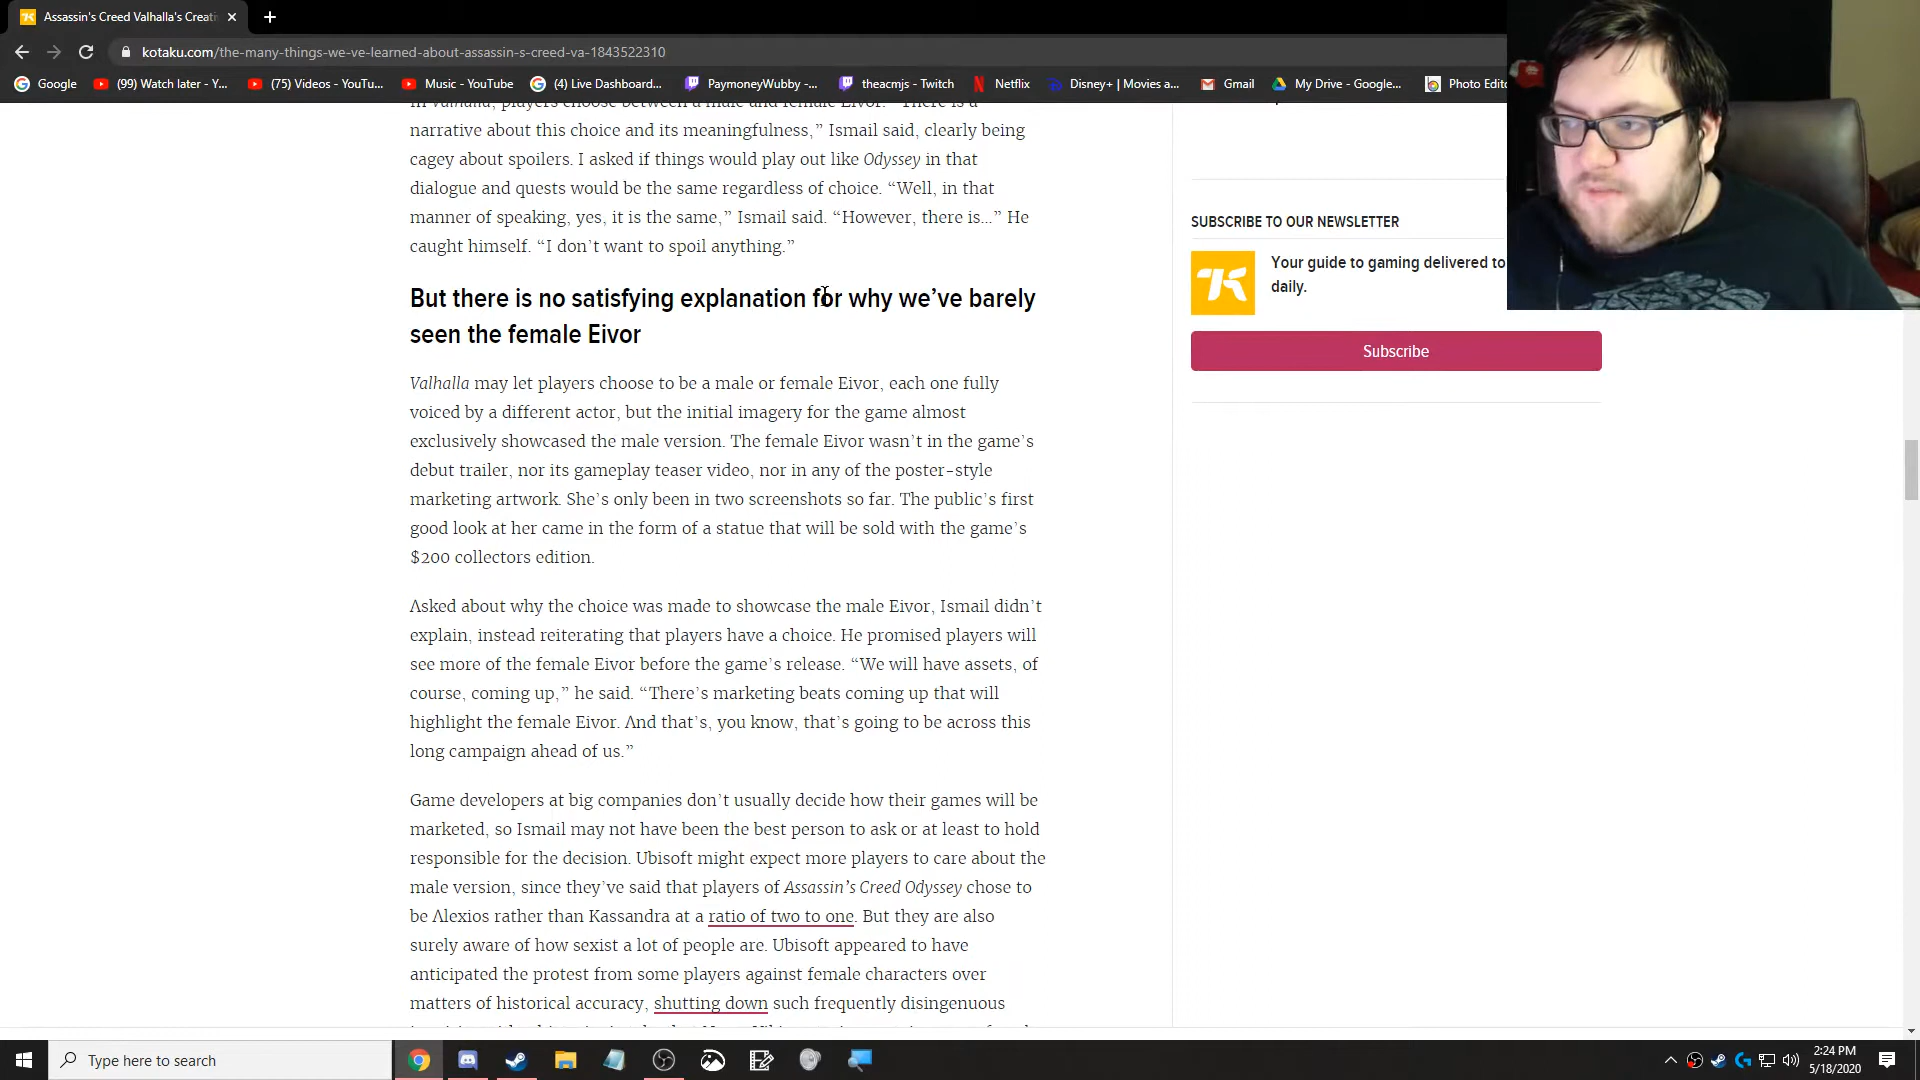 Assassin's Creed Valhalla's Creati
kotaku.com/the-many-things-we-ve-learned-about-assassin-s-creed-va-1843522310
Google
(99) Watch later - Y...
(75) Videos - YouTu...
Music - YouTube
(4) Live Dashboard...
PaymoneyWubby -...
theacmjs - Twitch
Netflix
Disney+ | Movies a...
Gmail
My Drive - Google...
Photo Edito
In Valhalla, players choose between a male and female Eivor. “There is a
narrative about this choice and its meaningfulness,” Ismail said, clearly being
cagey about spoilers. I asked if things would play out like Odyssey in that
dialogue and quests would be the same regardless of choice. “Well, in that
manner of speaking, yes, it is the same,” Ismail said. “However, there is...” He
caught himself. “I don’t want to spoil anything.”
But there is no satisfying explanation for why we’ve barely
seen the female Eivor
Valhalla may let players choose to be a male or female Eivor, each one fully
voiced by a different actor, but the initial imagery for the game almost
exclusively showcased the male version. The female Eivor wasn’t in the game’s
debut trailer, nor its gameplay teaser video, nor in any of the poster-style
marketing artwork. She’s only been in two screenshots so far. The public’s first
good look at her came in the form of a statue that will be sold with the game’s
$200 collectors edition.
Asked about why the choice was made to showcase the male Eivor, Ismail didn’t
explain, instead reiterating that players have a choice. He promised players will
see more of the female Eivor before the game’s release. “We will have assets, of
course, coming up,” he said. “There’s marketing beats coming up that will
highlight the female Eivor. And that’s, you know, that’s going to be across this
long campaign ahead of us.”
Game developers at big companies don’t usually decide how their games will be
marketed, so Ismail may not have been the best person to ask or at least to hold
responsible for the decision. Ubisoft might expect more players to care about the
male version, since they’ve said that players of Assassin’s Creed Odyssey chose to
be Alexios rather than Kassandra at a ratio of two to one. But they are also
surely aware of how sexist a lot of people are. Ubisoft appeared to have
anticipated the protest from some players against female characters over
matters of historical accuracy, shutting down such frequently disingenuous
SUBSCRIBE TO OUR NEWSLETTER
Your guide to gaming delivered to
daily.
Subscribe
Type here to search
2:24 PM
5/18/2020